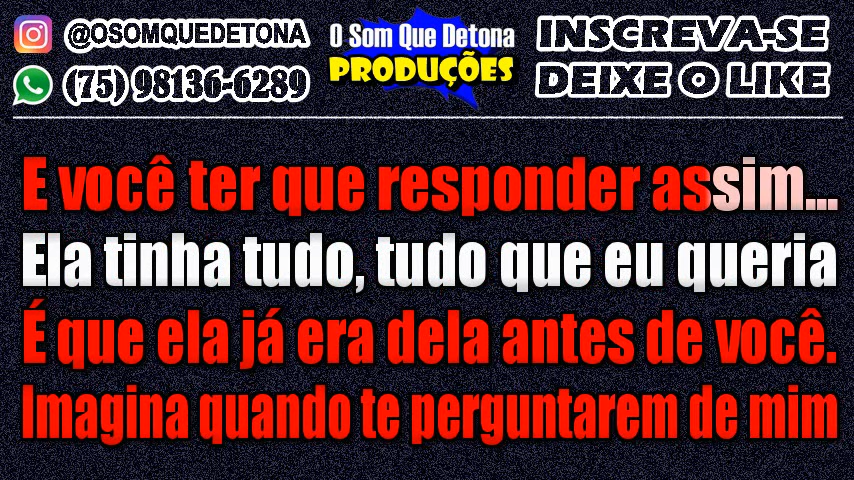 @OSOMQUEDETONA
(75) 98136-6289
O Som Que Detona
PRODUÇÕES
INSCREVA-SE
DEIXE O LIKE
E você ter que responder assim...
Ela tinha tudo, tudo que eu queria
É que ela já era dela antes de você.
Imagina quando te perguntarem de mim